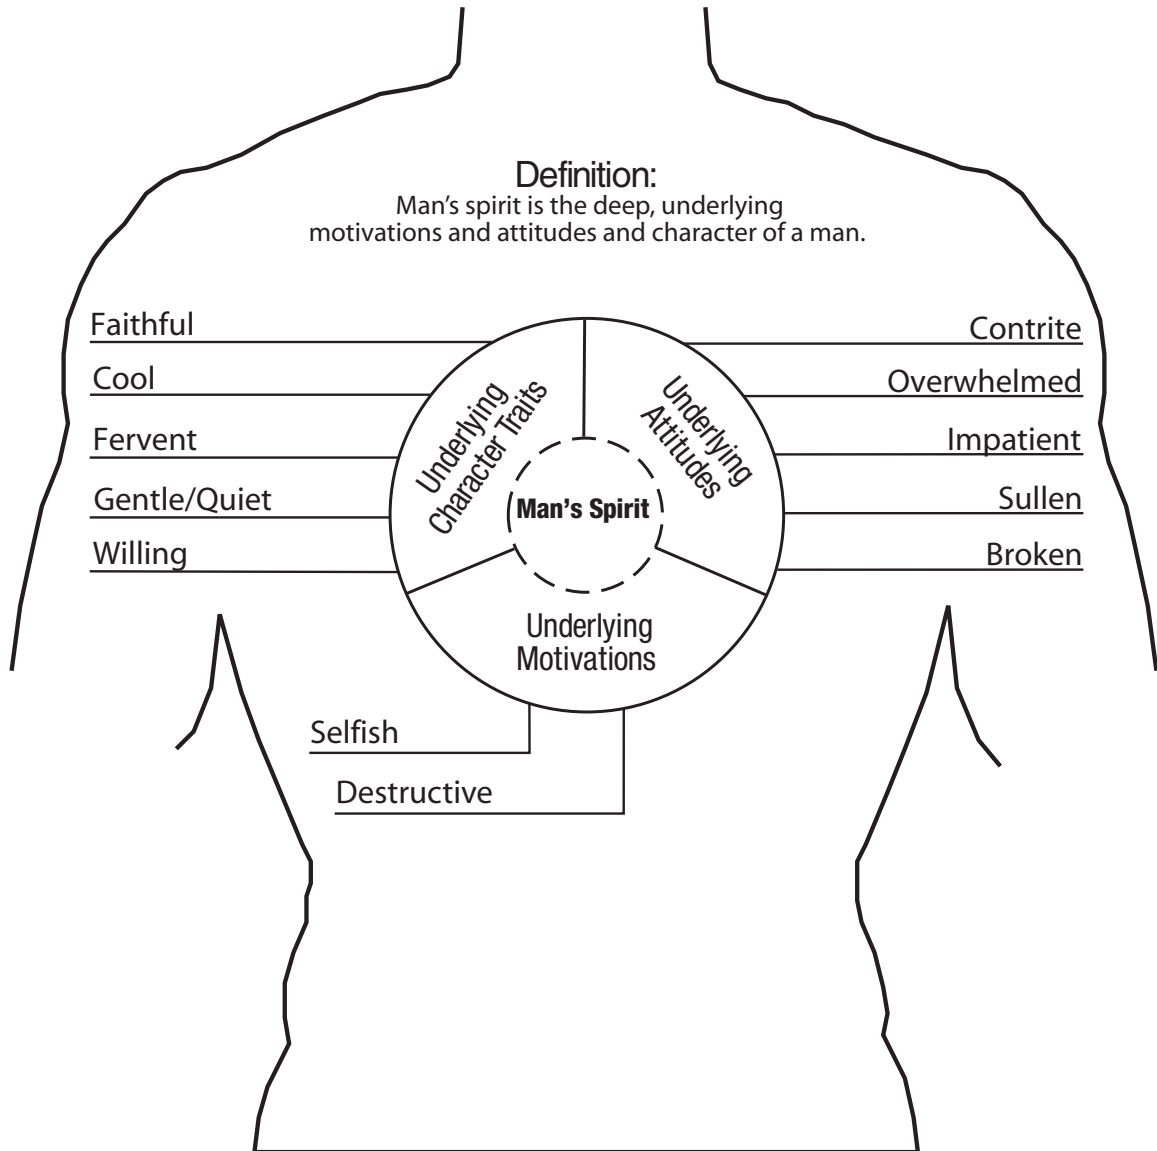 Definition:
Man’s spirit is the deep, underlying
motivations and attitudes and character of a man.
Faithful
Cool
Fervent
Gentle/Quiet
Willing
Underlying
Character Traits
Underlying
Attitudes
Man’s Spirit
Underlying
Motivations
Contrite
Overwhelmed
Impatient
Sullen
Broken
Selfish
Destructive